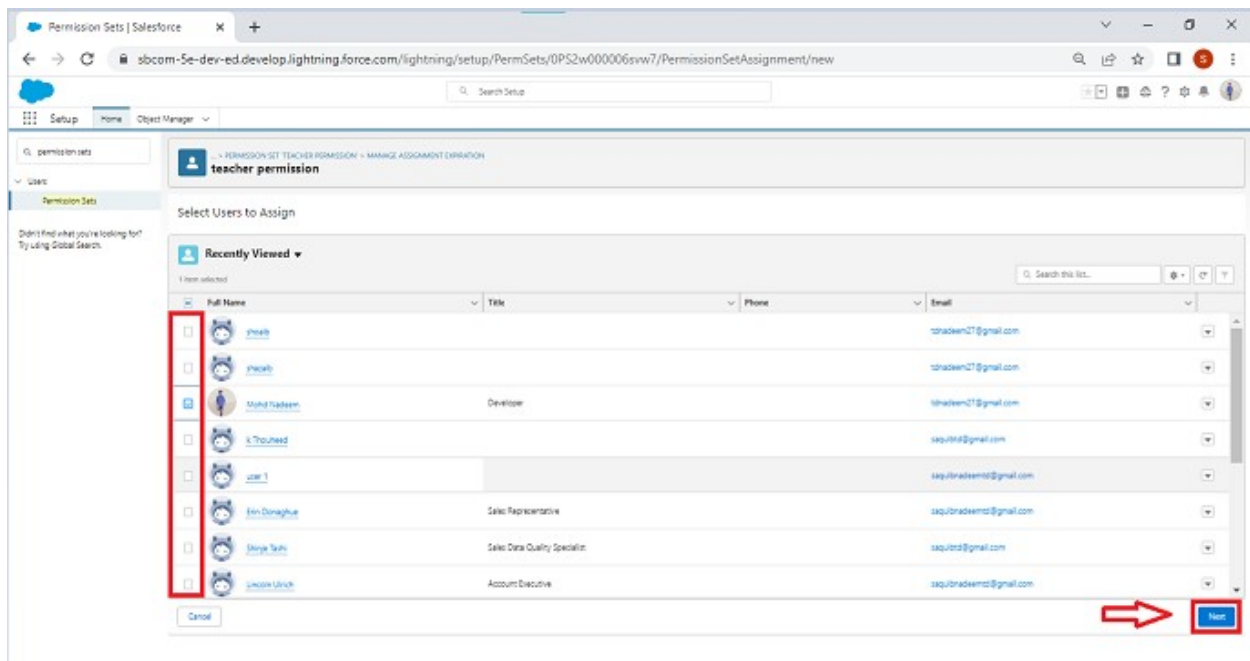 Permission Sets | Salesforce
sbcom-5e-dev-ed.develop.lightning.force.com/lightning/setup/PermSets/0PS2w000006svw7/PermissionSetAssignment/new
S
Search Setup
Setup Home Object Manager
permission sets
Users
Permission Sets
Didn't find what you're looking for?
Try using Global Search.
... > PERMISSION SET TEACHER PERMISSION > MANAGE ASSIGNMENT EXPIRATION
teacher permission
Select Users to Assign
Recently Viewed
1 item selected
Search this list...
Full Name Title Phone Email
shoaib tdnadeem27@gmail.com
tdnadeem27@gmail.com
Mohd Nadeem Developer tdnadeem27@gmail.com
k Thouheed saquibtd@gmail.com
user 1 saquibnadeemtd@gmail.com
Erin Donaghue Sales Representative saquibnadeemtd@gmail.com
Shinje Tashi Sales Data Quality Specialist saquibtd@gmail.com
Lincoln Ulrich Account Executive saquibnadeemtd@gmail.com
Cancel Next